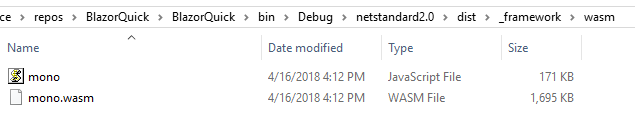 ce > repos > BlazorQuick > BlazorQuick > bin > Debug > netstandard2.0 > dist > _framework > wasm
Name Date modified Type Size
mono 4/16/2018 4:12 PM JavaScript File 171 KB
mono.wasm 4/16/2018 4:12 PM WASM File 1,695 KB